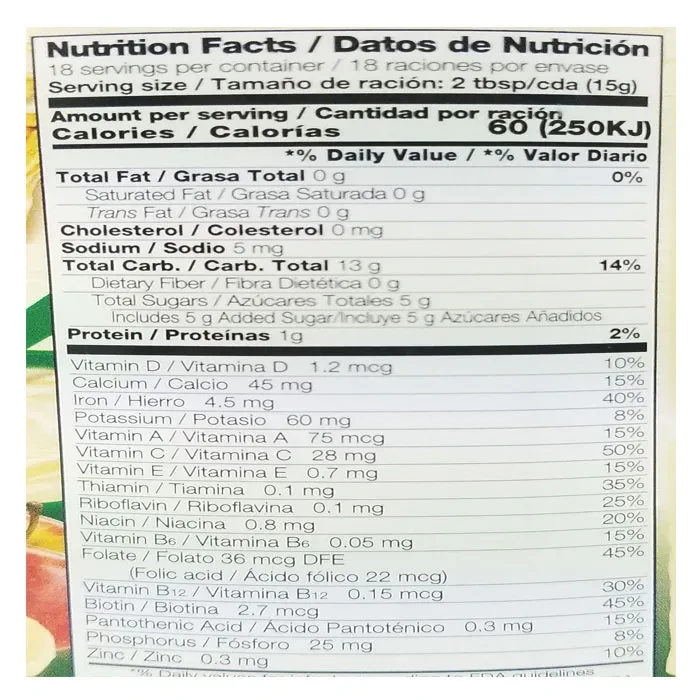 Nutrition Facts / Datos de Nutrición
18 servings per container / 18 raciones por envase
Serving size / Tamaño de ración: 2 tbsp/cda (15g)
Amount per serving / Cantidad por ración
Calories / Calorías 60 (250KJ)
*% Daily Value / *% Valor Diario
Total Fat / Grasa Total 0 g 0%
Saturated Fat / Grasa Saturada 0 g
Trans Fat / Grasa Trans 0 g
Cholesterol / Colesterol 0 mg
Sodium / Sodio 5 mg
Total Carb. / Carb. Total 13 g 14%
Dietary Fiber / Fibra Dietética 0 g
Total Sugars / Azúcares Totales 5 g
Includes 5 g Added Sugar/Incluye 5 g Azúcares Añadidos
Protein / Proteínas 1g 2%
Vitamin D / Vitamina D 1.2 mcg 10%
Calcium / Calcio 45 mg 15%
Iron / Hierro 4.5 mg 40%
Potassium / Potasio 60 mg 8%
Vitamin A / Vitamina A 75 mcg 15%
Vitamin C / Vitamina C 28 mg 50%
Vitamin E / Vitamina E 0.7 mg 15%
Thiamin / Tiamina 0.1 mg 35%
Riboflavin / Riboflavina 0.1 mg 25%
Niacin / Niacina 0.8 mg 20%
Vitamin B6 / Vitamina B6 0.05 mg 15%
Folate / Folato 36 mcg DFE 45%
(Folic acid / Ácido fólico 22 mcg)
Vitamin B12 / Vitamina B12 0.15 mcg 30%
Biotin / Biotina 2.7 mcg 45%
Pantothenic Acid / Ácido Pantoténico 0.3 mg 15%
Phosphorus / Fósforo 25 mg 8%
Zinc / Zinc 0.3 mg 10%